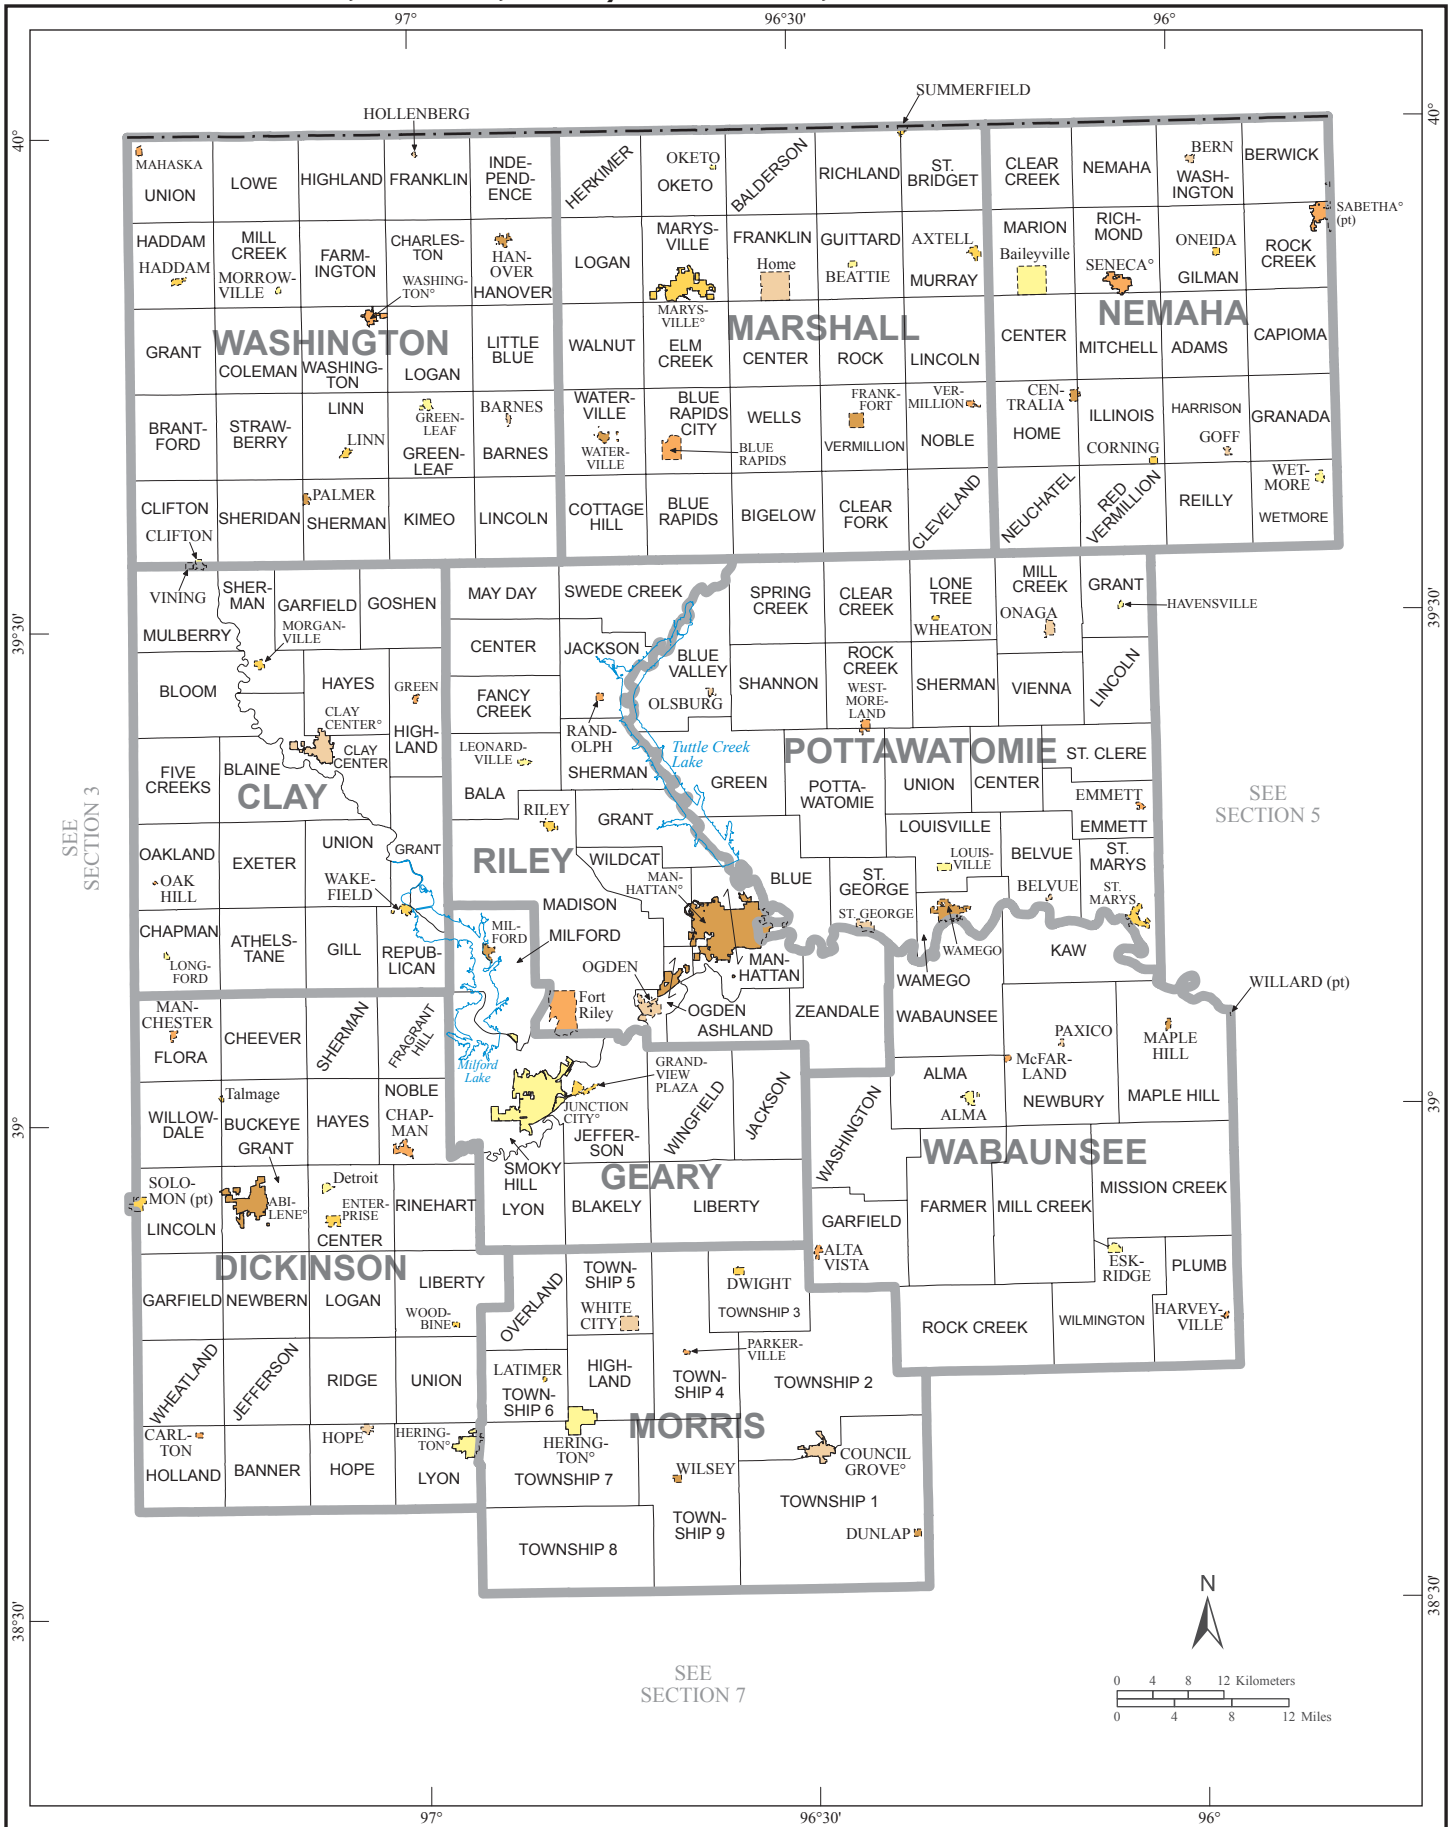 97°
96°30'
96°
40°
40°
HOLLENBERG
SUMMERFIELD
MAHASKA
UNION
LOWE
HIGHLAND
FRANKLIN
INDE-
PEND-
ENCE
HERKIMER
OKETO
OKETO
BALDERSON
RICHLAND
ST.
BRIDGET
CLEAR
CREEK
NEMAHA
BERN
WASH-
INGTON
BERWICK
SABETHA°
(pt)
HADDAM
HADDAM
MILL
CREEK
MORROW-
VILLE
FARM-
INGTON
CHARLES-
TON
WASHING-
TON°
HAN-
OVER
HANOVER
LOGAN
MARYS-
VILLE
MARYS-
VILLE°
FRANKLIN
Home
GUITTARD
BEATTIE
AXTELL
MURRAY
MARION
Baileyville
RICH-
MOND
SENECA°
ONEIDA
GILMAN
ROCK
CREEK
WASHINGTON
MARSHALL
NEMAHA
GRANT
COLEMAN
WASHING-
TON
LOGAN
LITTLE
BLUE
WALNUT
ELM
CREEK
CENTER
ROCK
LINCOLN
CENTER
MITCHELL
ADAMS
CAPIOMA
BRANT-
FORD
STRAW-
BERRY
LINN
LINN
GREEN-
LEAF
GREEN-
LEAF
BARNES
BARNES
WATER-
VILLE
WATER-
VILLE
BLUE
RAPIDS
CITY
BLUE
RAPIDS
WELLS
FRANK-
FORT
VERMILLION
VER-
MILLION
NOBLE
CEN-
TRALIA
HOME
ILLINOIS
CORNING
HARRISON
GOFF
GRANADA
CLIFTON
CLIFTON
SHERIDAN
PALMER
SHERMAN
KIMEO
LINCOLN
COTTAGE
HILL
BLUE
RAPIDS
BIGELOW
CLEAR
FORK
CLEVELAND
NEUCHATEL
RED
VERMILLION
REILLY
WET-
MORE
WETMORE
VINING
MULBERRY
SHER-
MAN
GARFIELD
MORGAN-
VILLE
GOSHEN
MAY DAY
SWEDE CREEK
SPRING
CREEK
CLEAR
CREEK
LONE
TREE
WHEATON
MILL
CREEK
ONAGA
GRANT
HAVENSVILLE
39°30'
39°30'
BLOOM
HAYES
GREEN
CLAY
CENTER°
CLAY
CENTER
HIGH-
LAND
CENTER
JACKSON
FANCY
CREEK
RAND-
OLPH
BLUE
VALLEY
OLSBURG
SHANNON
ROCK
CREEK
WEST-
MORE-
LAND
SHERMAN
VIENNA
LINCOLN
FIVE
CREEKS
BLAINE
CLAY
LEONARD-
VILLE
SHERMAN
BALA
RILEY
GRANT
Tuttle Creek
Lake
GREEN
POTTAWATOMIE
POTTA-
WATOMIE
UNION
CENTER
ST. CLERE
EMMETT
EMMETT
SEE
SECTION 3
SEE
SECTION 5
OAKLAND
OAK
HILL
EXETER
UNION
GRANT
WAKE-
FIELD
RILEY
WILDCAT
MAN-
HATTAN°
MADISON
BLUE
ST.
GEORGE
ST. GEORGE
LOUISVILLE
LOUIS-
VILLE
BELVUE
BELVUE
ST.
MARYS
ST.
MARYS
CHAPMAN
LONG-
FORD
ATHELS-
TANE
GILL
REPUB-
LICAN
MIL-
FORD
MILFORD
OGDEN
Fort
Riley
OGDEN
ASHLAND
MAN-
HATTAN
ZEANDALE
WAMEGO
WAMEGO
KAW
WABAUNSEE
PAXICO
WILLARD (pt)
MAN-
CHESTER
FLORA
CHEEVER
SHERMAN
FRAGRANT
HILL
Milford
Lake
GRAND-
VIEW
PLAZA
JUNCTION
CITY°
MAPLE
HILL
McFAR-
LAND
NEWBURY
MAPLE HILL
ALMA
ALMA
39°
39°
WILLOW-
DALE
Talmage
BUCKEYE
GRANT
HAYES
NOBLE
CHAP-
MAN
SMOKY
HILL
JEFFER-
SON
WINGFIELD
JACKSON
WASHINGTON
WABAUNSEE
GEARY
SOLO-
MON (pt)
LINCOLN
ABI-
LENE°
Detroit
ENTER-
PRISE
CENTER
RINEHART
LYON
BLAKELY
LIBERTY
GARFIELD
FARMER
MILL CREEK
MISSION CREEK
DICKINSON
GARFIELD
NEWBERN
LOGAN
LIBERTY
WOOD-
BINE
OVERLAND
TOWN-
SHIP 5
WHITE
CITY
DWIGHT
TOWNSHIP 3
ALTA
VISTA
ESK-
RIDGE
PLUMB
HARVEY-
VILLE
ROCK CREEK
WILMINGTON
WHEATLAND
JEFFERSON
RIDGE
UNION
LATIMER
TOWN-
SHIP 6
HIGH-
LAND
PARKER-
VILLE
TOWN-
SHIP 4
TOWNSHIP 2
CARL-
TON
HOLLAND
BANNER
HOPE
HOPE
HERING-
TON°
LYON
MORRIS
HERING-
TON°
TOWNSHIP 7
WILSEY
COUNCIL
GROVE°
TOWNSHIP 1
TOWN-
SHIP 9
DUNLAP
TOWNSHIP 8
38°30'
38°30'
N
SEE
SECTION 7
0 4 8 12 Kilometers
0 4 8 12 Miles
97°
96°30'
96°